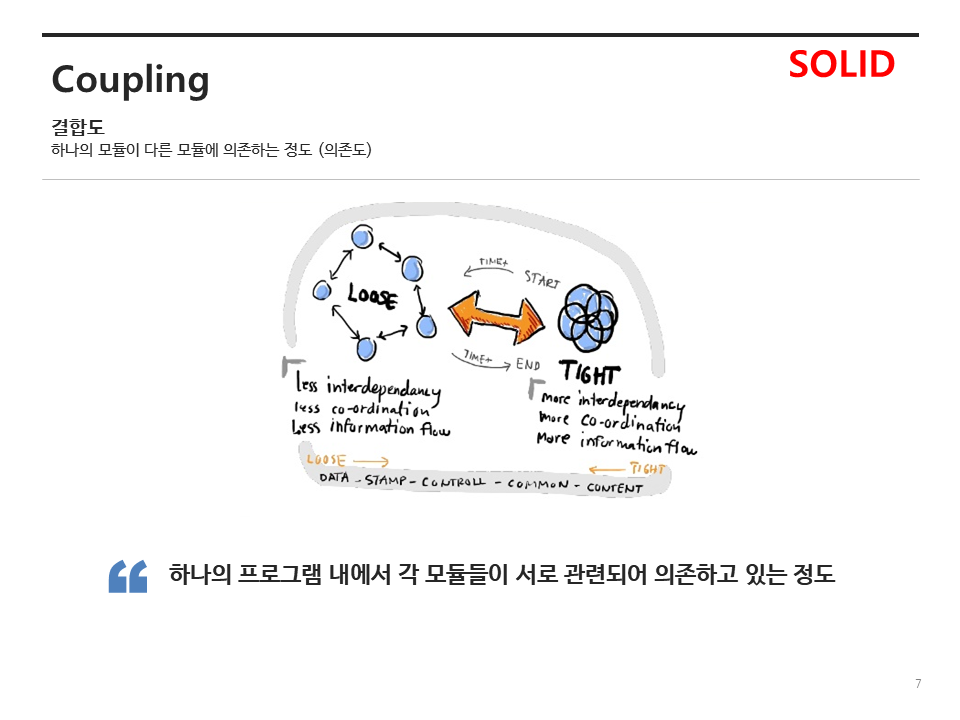 SOLID
Coupling
결합도
하나의 모듈이 다른 모듈에 의존하는 정도 (의존도)
TIME+
START
LOOSE
TIME+
END
TIGHT
less interdependancy
less co-ordination
Less information flow
more interdependancy
more co-ordination
more information flow
LOOSE
TIGHT
DATA - STAMP - CONTROLL - COMMON - CONTENT
하나의 프로그램 내에서 각 모듈들이 서로 관련되어 의존하고 있는 정도
7